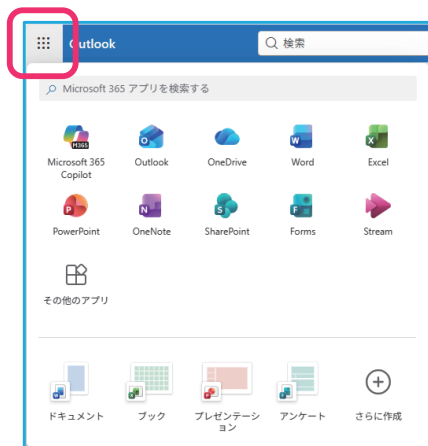 Outlook
検索
Microsoft 365 アプリを検索する
M365
Microsoft 365
Copilot
Outlook
OneDrive
Word
Excel
PowerPoint
OneNote
SharePoint
Forms
Stream
その他のアプリ
ドキュメント
ブック
プレゼンテーシ
ョン
アンケート
さらに作成